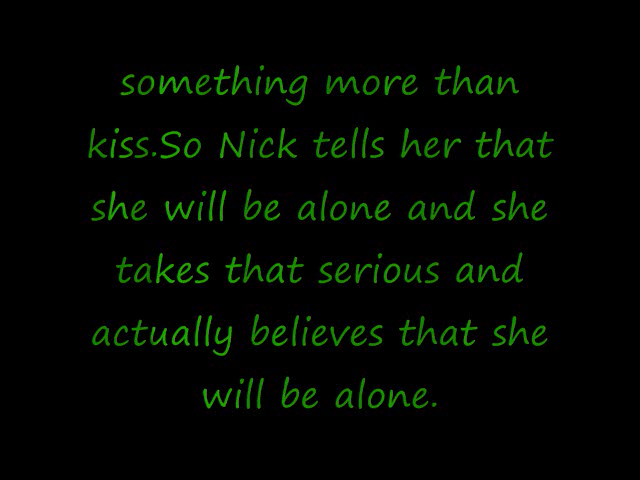 something more than
kiss.So Nick tells her that
she will be alone and she
takes that serious and
actually believes that she
will be alone.